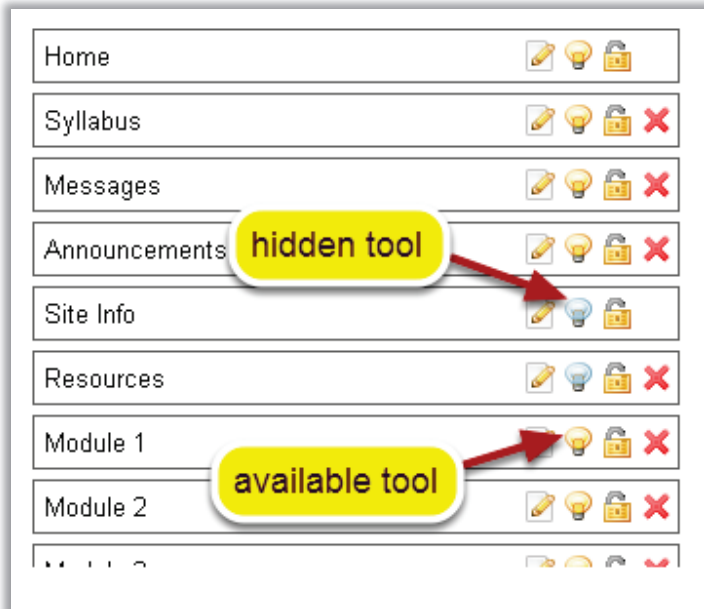 Home
Syllabus
Messages
Announcements
hidden tool
Site Info
Resources
Module 1
available tool
Module 2